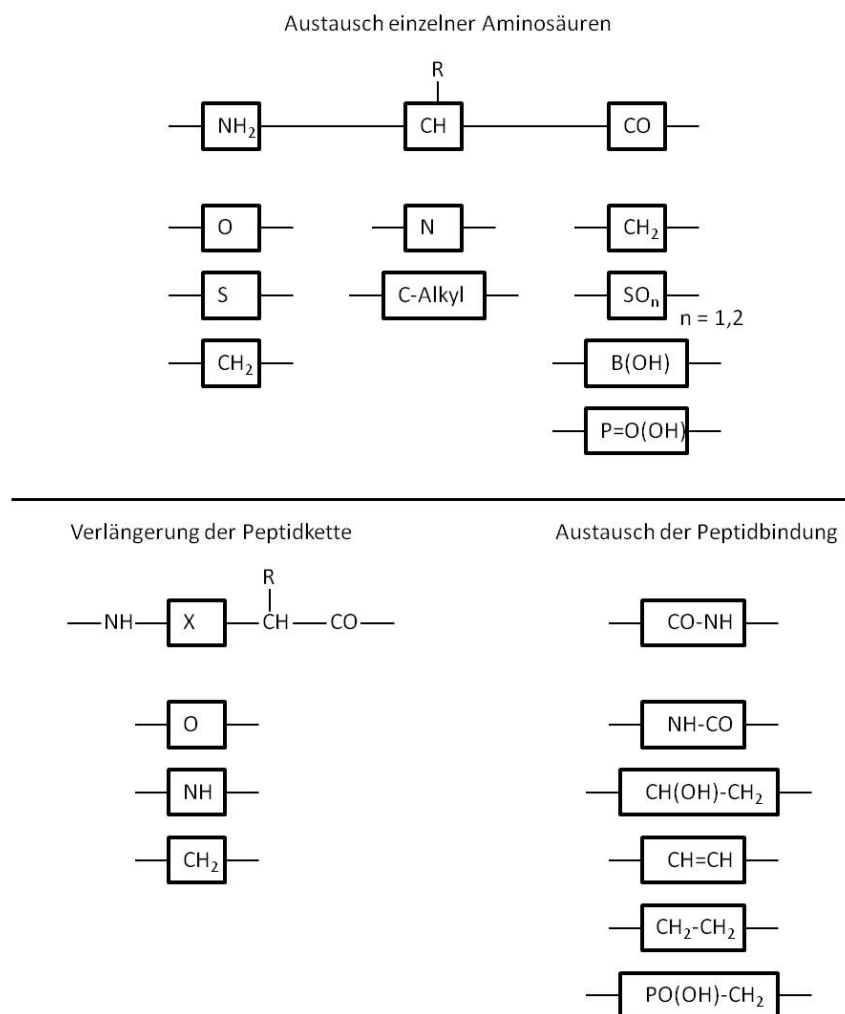 Austausch einzelner Aminosäuren
R
NH₂ CH CO
O N CH₂
S C-Alkyl SOₙ
n = 1,2
CH₂ B(OH)
P=O(OH)
Verlängerung der Peptidkette Austausch der Peptidbindung
R
NH X CH CO CO-NH
O NH-CO
NH CH(OH)-CH₂
CH₂ CH=CH
CH₂-CH₂
PO(OH)-CH₂